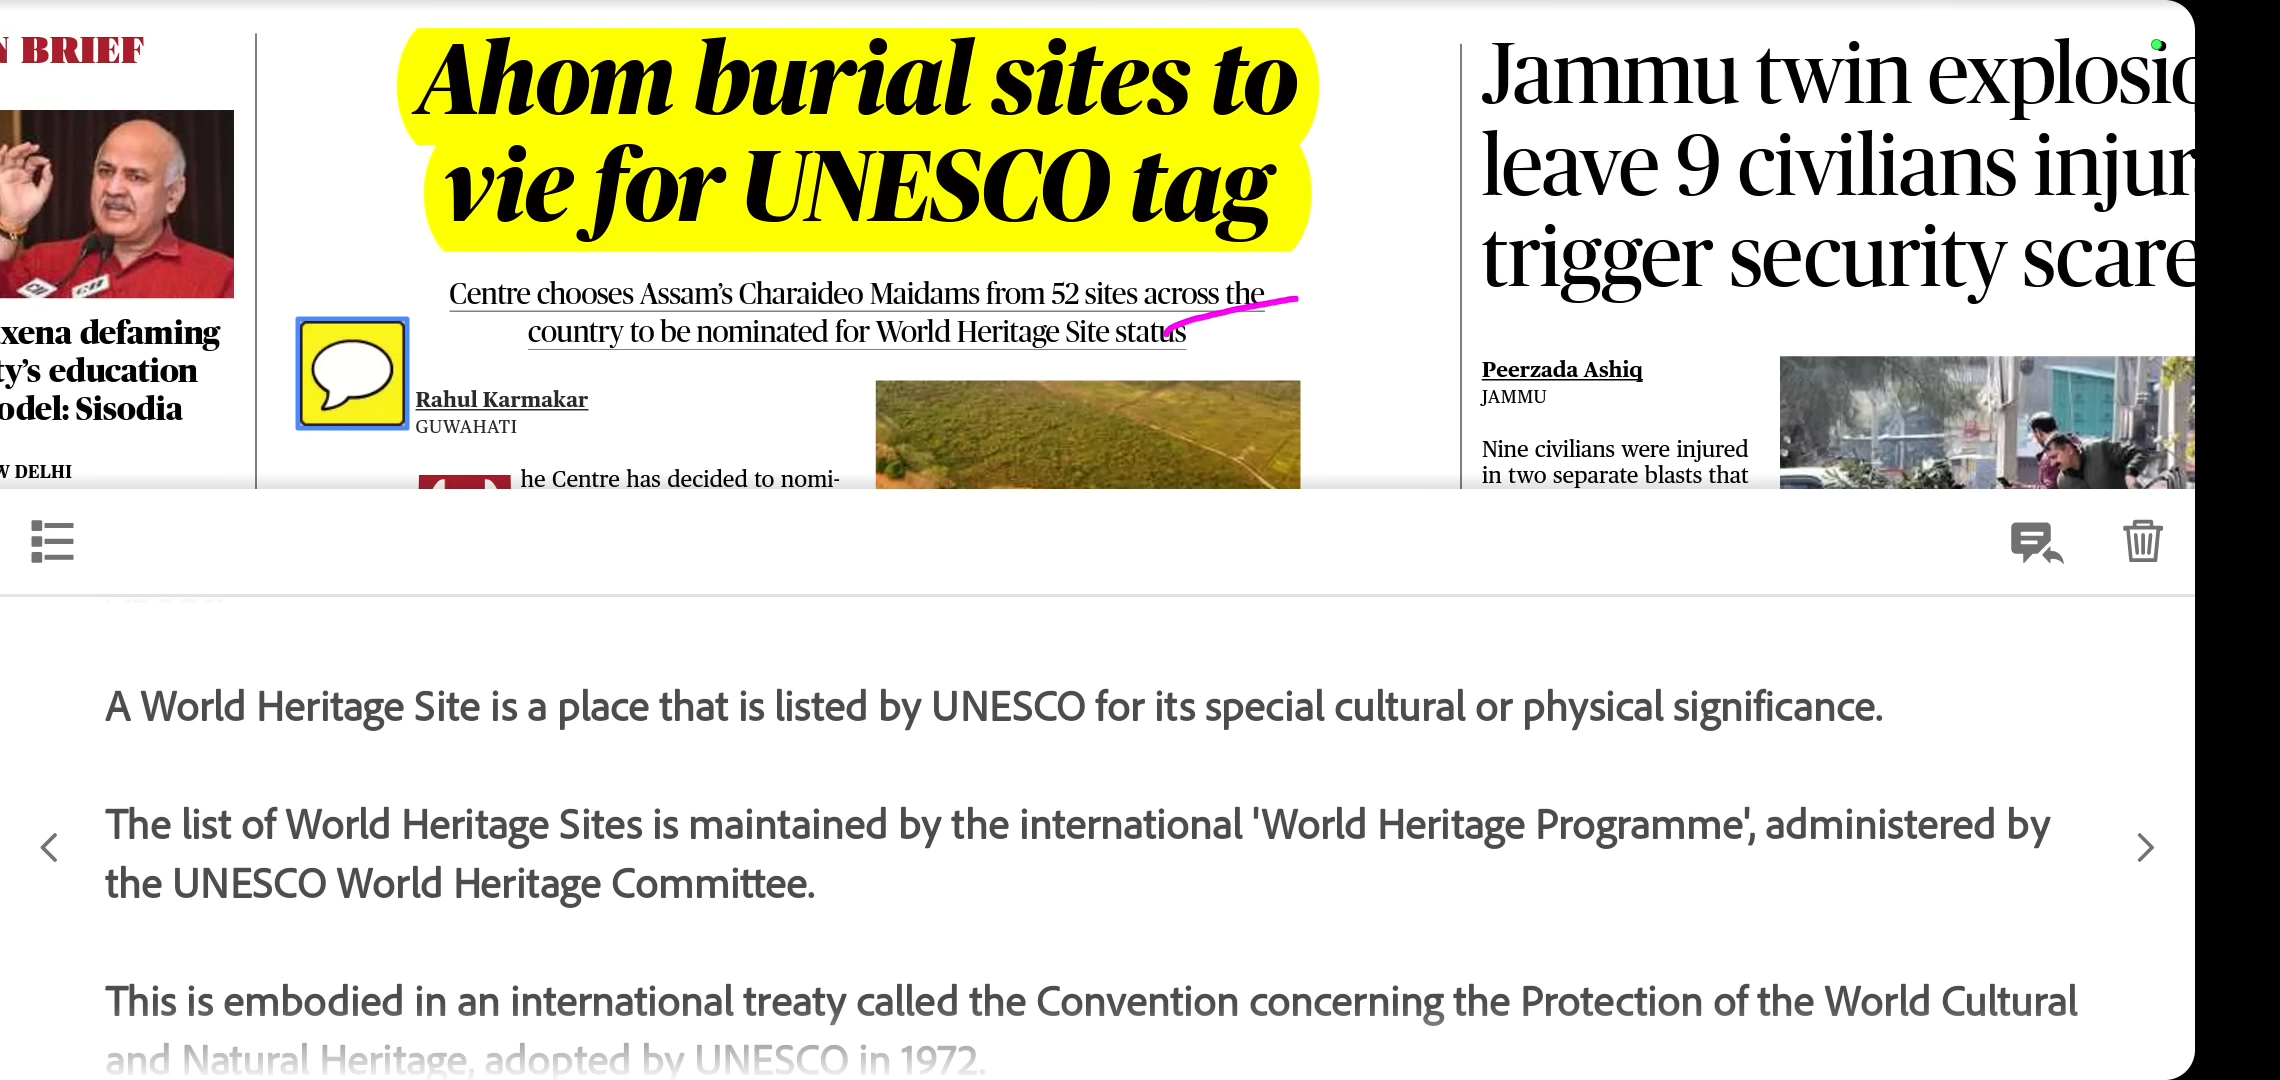 BRIEF
xena defaming
ty's education
odel: Sisodia
DELHI
Ahom burial sites to
vie for UNESCO tag
Centre chooses Assam's Charaideo Maidams from 52 sites across the
country to be nominated for World Heritage Site status
Rahul Karmakar
GUWAHATI
he Centre has decided to nomi-
Jammu twin explosio
leave 9 civilians injur
trigger security scare
Peerzada Ashiq
JAMMU
Nine civilians were injured
in two separate blasts that
A World Heritage Site is a place that is listed by UNESCO for its special cultural or physical significance.
The list of World Heritage Sites is maintained by the international 'World Heritage Programme', administered by
the UNESCO World Heritage Committee.
This is embodied in an international treaty called the Convention concerning the Protection of the World Cultural
and Natural Heritage, adopted by UNESCO in 1972.